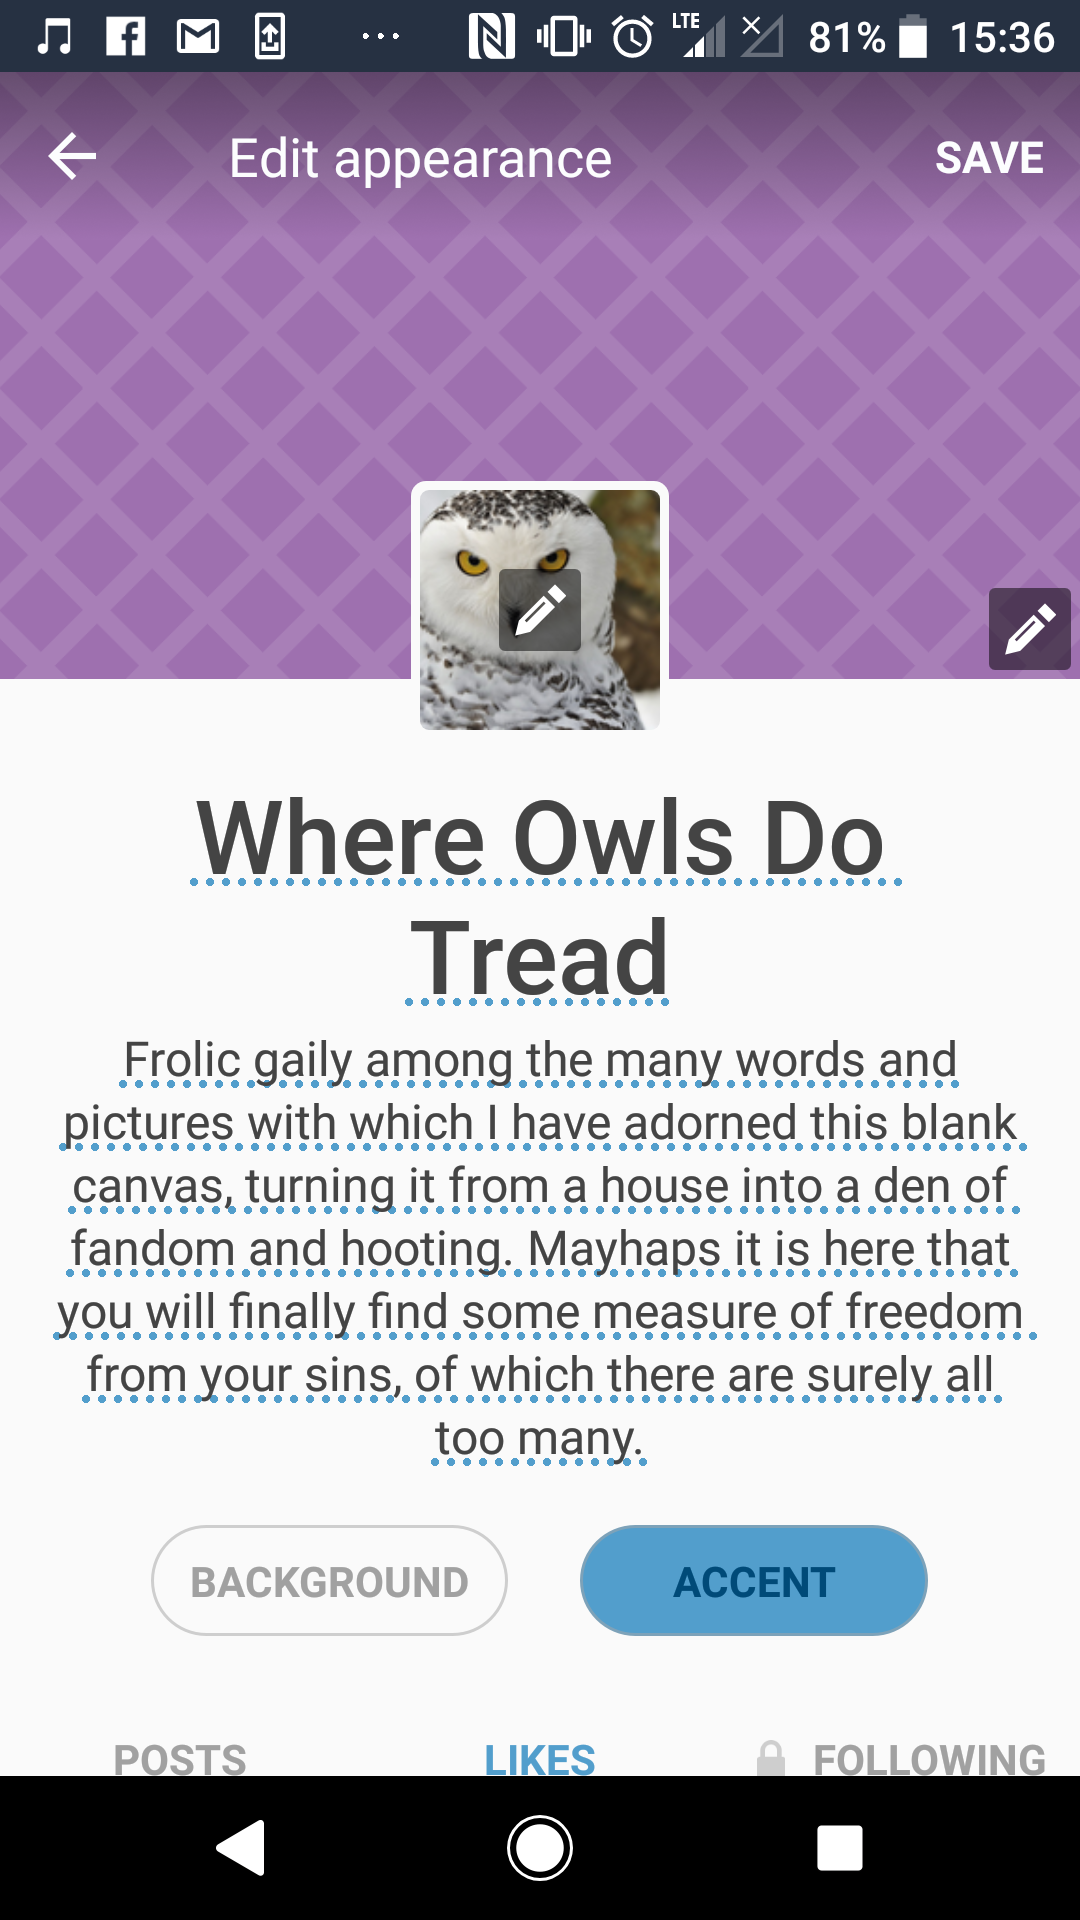 LTE 81% 15:36
Edit appearance SAVE
Where Owls Do
Tread
Frolic gaily among the many words and
pictures with which I have adorned this blank
canvas, turning it from a house into a den of
fandom and hooting. Mayhaps it is here that
you will finally find some measure of freedom
from your sins, of which there are surely all
too many.
BACKGROUND ACCENT
POSTS LIKES FOLLOWING